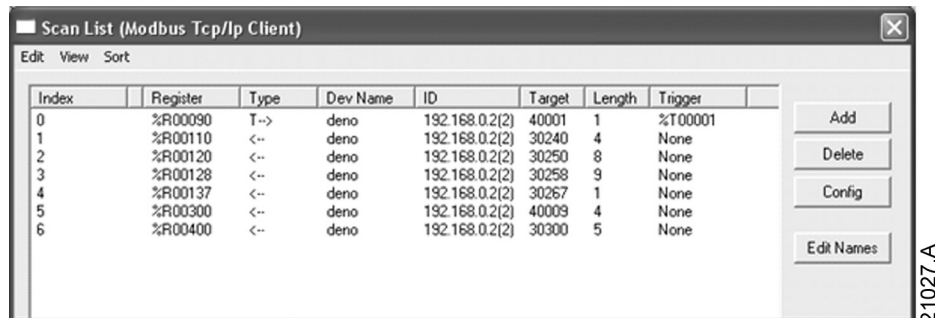 Scan List (Modbus Tcp/Ip Client)
Edit View Sort
Index Register Type Dev Name ID Target Length Trigger
0 %R00090 T--> deno 192.168.0.2(2) 40001 1 %T00001
1 %R00110 <-- deno 192.168.0.2(2) 30240 4 None
2 %R00120 <-- deno 192.168.0.2(2) 30250 8 None
3 %R00128 <-- deno 192.168.0.2(2) 30258 9 None
4 %R00137 <-- deno 192.168.0.2(2) 30267 1 None
5 %R00300 <-- deno 192.168.0.2(2) 40009 4 None
6 %R00400 <-- deno 192.168.0.2(2) 30300 5 None
Add
Delete
Config
Edit Names
21027.A